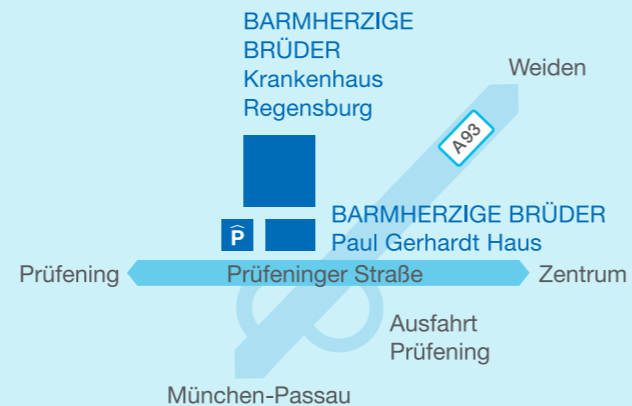 BARMHERZIGE
BRÜDER
Krankenhaus
Regensburg
Weiden
A93
P
BARMHERZIGE BRÜDER
Paul Gerhardt Haus
Prüfening
Prüfeninger Straße
Zentrum
Ausfahrt
Prüfening
München-Passau